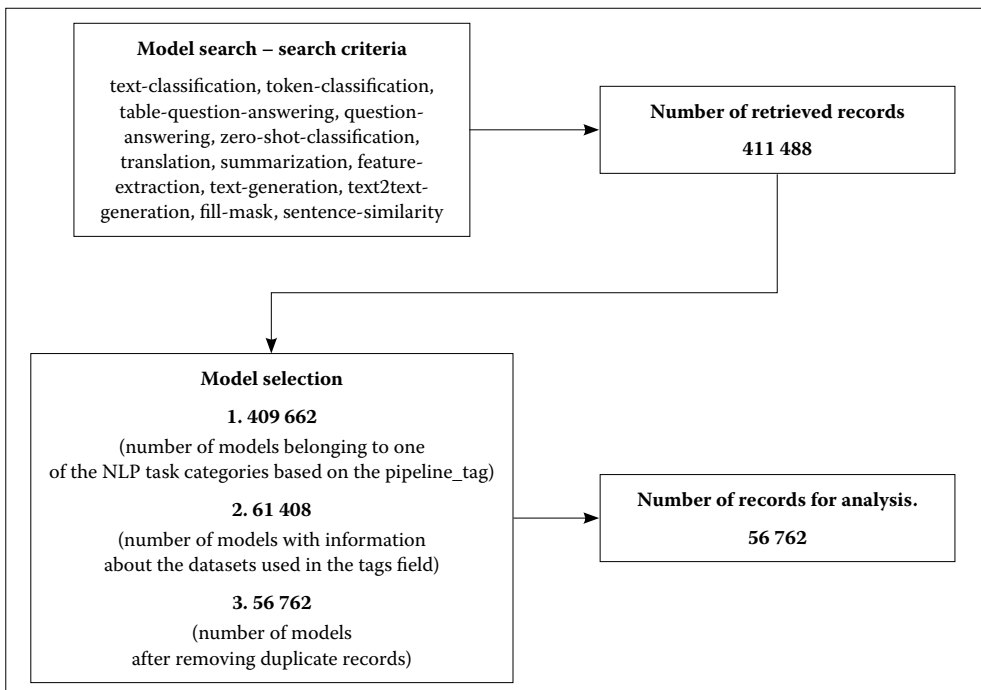 Model search – search criteria
text-classification, token-classification,
table-question-answering, question-
answering, zero-shot-classification,
translation, summarization, feature-
extraction, text-generation, text2text-
generation, fill-mask, sentence-similarity
Number of retrieved records
411 488
Model selection
1. 409 662
(number of models belonging to one
of the NLP task categories based on the pipeline_tag)
2. 61 408
(number of models with information
about the datasets used in the tags field)
3. 56 762
(number of models
after removing duplicate records)
Number of records for analysis.
56 762